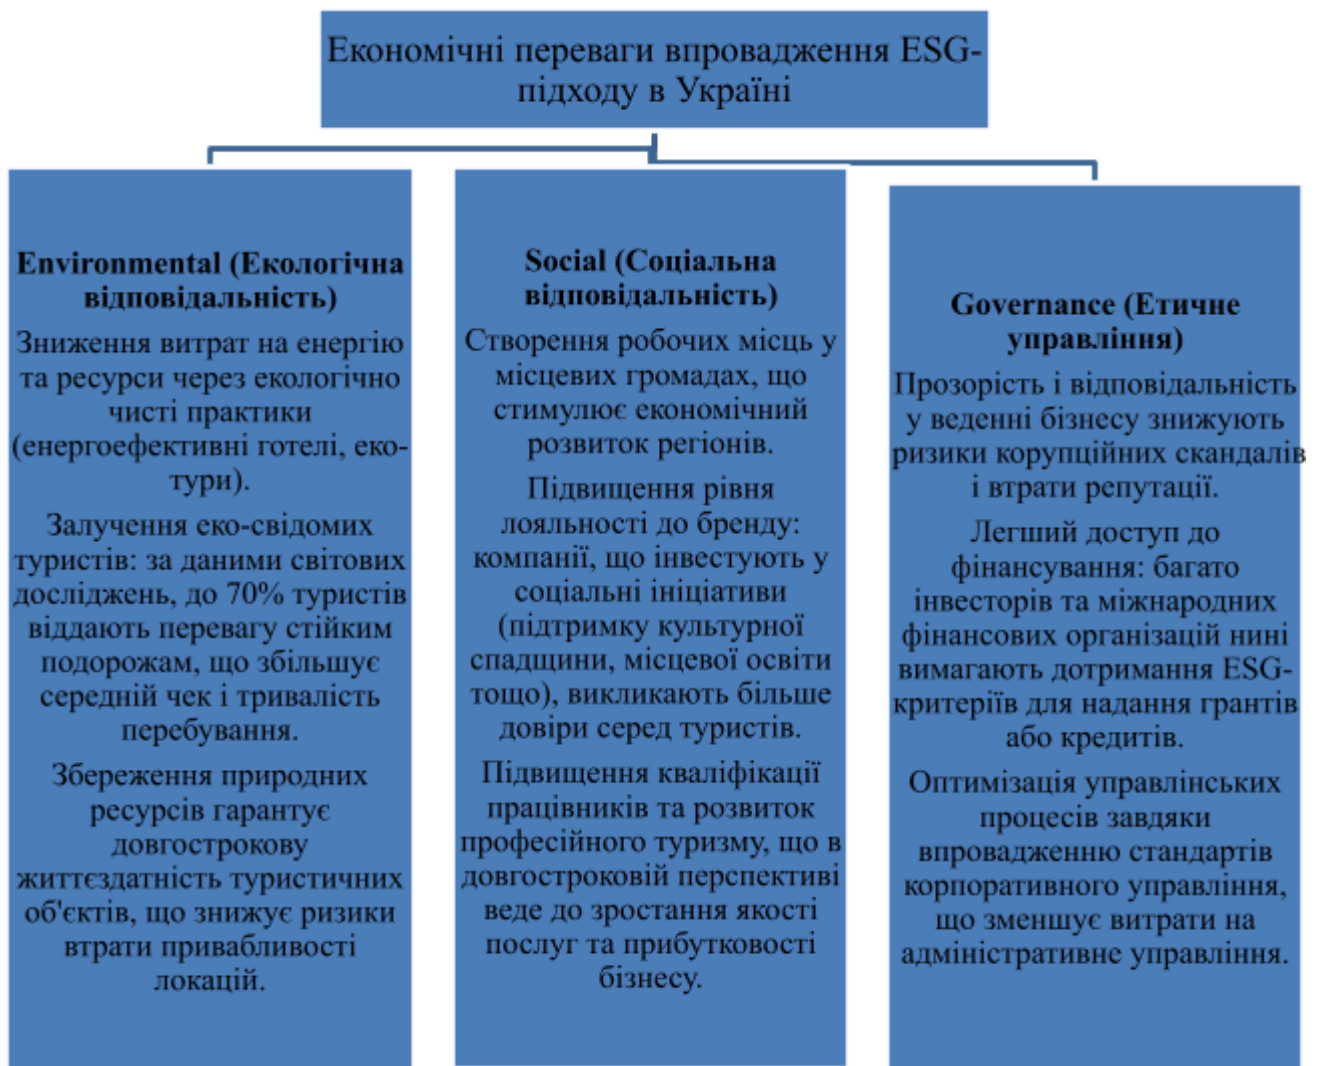 Економічні переваги впровадження ESG-
підходу в Україні
Environmental (Екологічна
відповідальність)
Зниження витрат на енергію
та ресурси через екологічно
чисті практики
(енергоефективні готелі, еко-
тури).
Залучення еко-свідомих
туристів: за даними світових
досліджень, до 70% туристів
віддають перевагу стійким
подорожам, що збільшує
середній чек і тривалість
перебування.
Збереження природних
ресурсів гарантує
довгострокову
життєздатність туристичних
об'єктів, що знижує ризики
втрати привабливості
локацій.
Social (Соціальна
відповідальність)
Створення робочих місць у
місцевих громадах, що
стимулює економічний
розвиток регіонів.
Підвищення рівня
лояльності до бренду:
компанії, що інвестують у
соціальні ініціативи
(підтримку культурної
спадщини, місцевої освіти
тощо), викликають більше
довіри серед туристів.
Підвищення кваліфікації
працівників та розвиток
професійного туризму, що в
довгостроковій перспективі
веде до зростання якості
послуг та прибутковості
бізнесу.
Governance (Етичне
управління)
Прозорість і відповідальність
у веденні бізнесу знижують
ризики корупційних скандалів
і втрати репутації.
Легший доступ до
фінансування: багато
інвесторів та міжнародних
фінансових організацій нині
вимагають дотримання ESG-
критеріїв для надання грантів
або кредитів.
Оптимізація управлінських
процесів завдяки
впровадженню стандартів
корпоративного управління,
що зменшує витрати на
адміністративне управління.